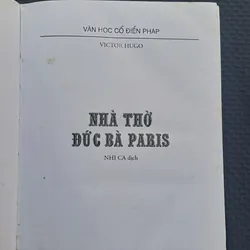 VĂN HỌC CỔ ĐIỂN PHÁP
VICTOR HUGO
NHÀ THỜ
ĐỨC BÀ PARIS
NHỊ CA dịch